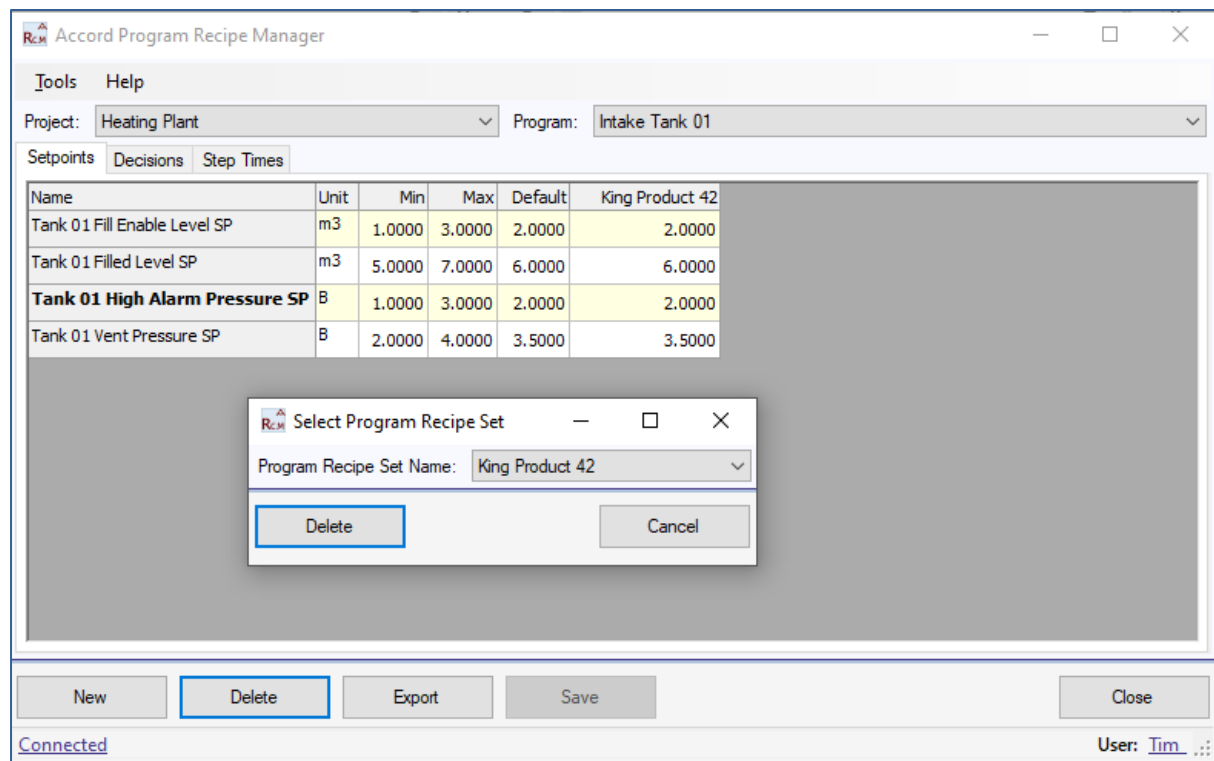 RCM Accord Program Recipe Manager
Tools Help
Project: Heating Plant Program: Intake Tank 01
Setpoints Decisions Step Times
Name Unit Min Max Default King Product 42
Tank 01 Fill Enable Level SP m3 1.0000 3.0000 2.0000 2.0000
Tank 01 Filled Level SP m3 5.0000 7.0000 6.0000 6.0000
Tank 01 High Alarm Pressure SP B 1.0000 3.0000 2.0000 2.0000
Tank 01 Vent Pressure SP B 2.0000 4.0000 3.5000 3.5000
RCM Select Program Recipe Set
Program Recipe Set Name: King Product 42
Delete Cancel
New Delete Export Save Close
Connected User: Tim